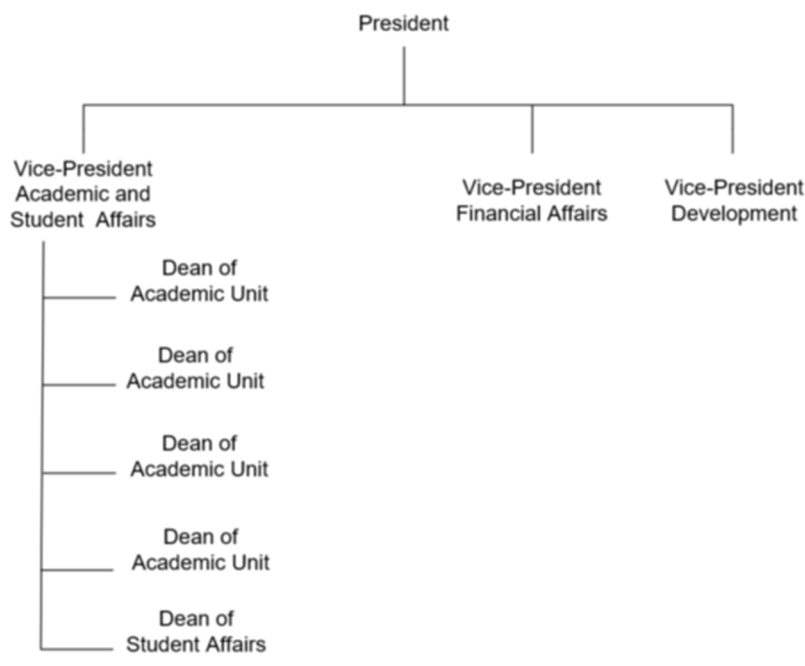 President
Vice-President
Academic and
Student Affairs
Vice-President
Financial Affairs
Vice-President
Development
Dean of
Academic Unit
Dean of
Academic Unit
Dean of
Academic Unit
Dean of
Academic Unit
Dean of
Student Affairs